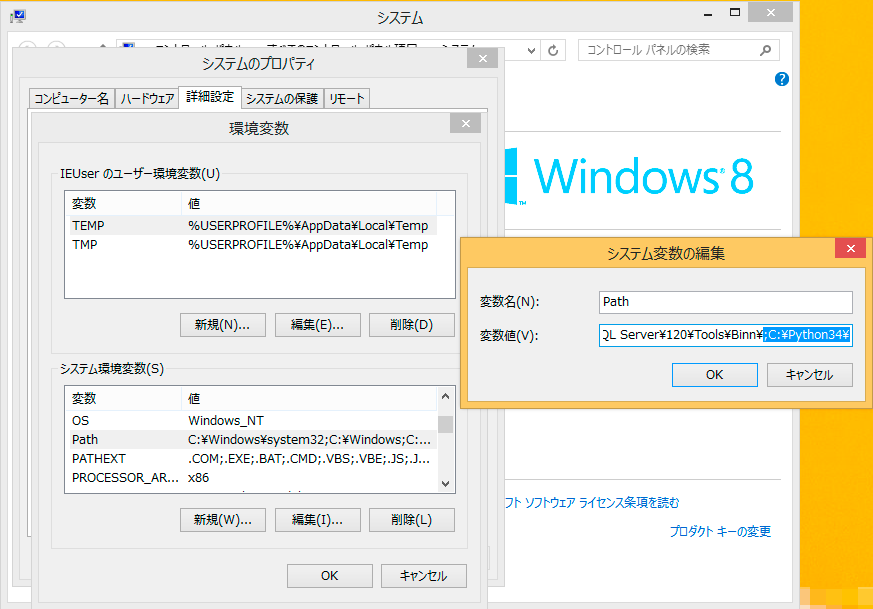 システム
コントロール パネルの検索
システムのプロパティ
コンピューター名 ハードウェア 詳細設定 システムの保護 リモート
環境変数
Windows 8
IEUser のユーザー環境変数(U)
変数 値
TEMP %USERPROFILE%¥AppData¥Local¥Temp
TMP %USERPROFILE%¥AppData¥Local¥Temp
新規(N)... 編集(E)... 削除(D)
システム環境変数(S)
変数 値
OS Windows_NT
Path C:¥Windows¥system32;C:¥Windows;C:...
PATHEXT .COM;.EXE;.BAT;.CMD;.VBS;.VBE;.JS;.J...
PROCESSOR_AR... x86
新規(W)... 編集(I)... 削除(L)
OK キャンセル
システム変数の編集
変数名(N): Path
変数値(V): QL Server¥120¥Tools¥Binn¥;C:¥Python34¥
OK キャンセル
フト ソフトウェア ライセンス条項を読む
プロダクト キーの変更